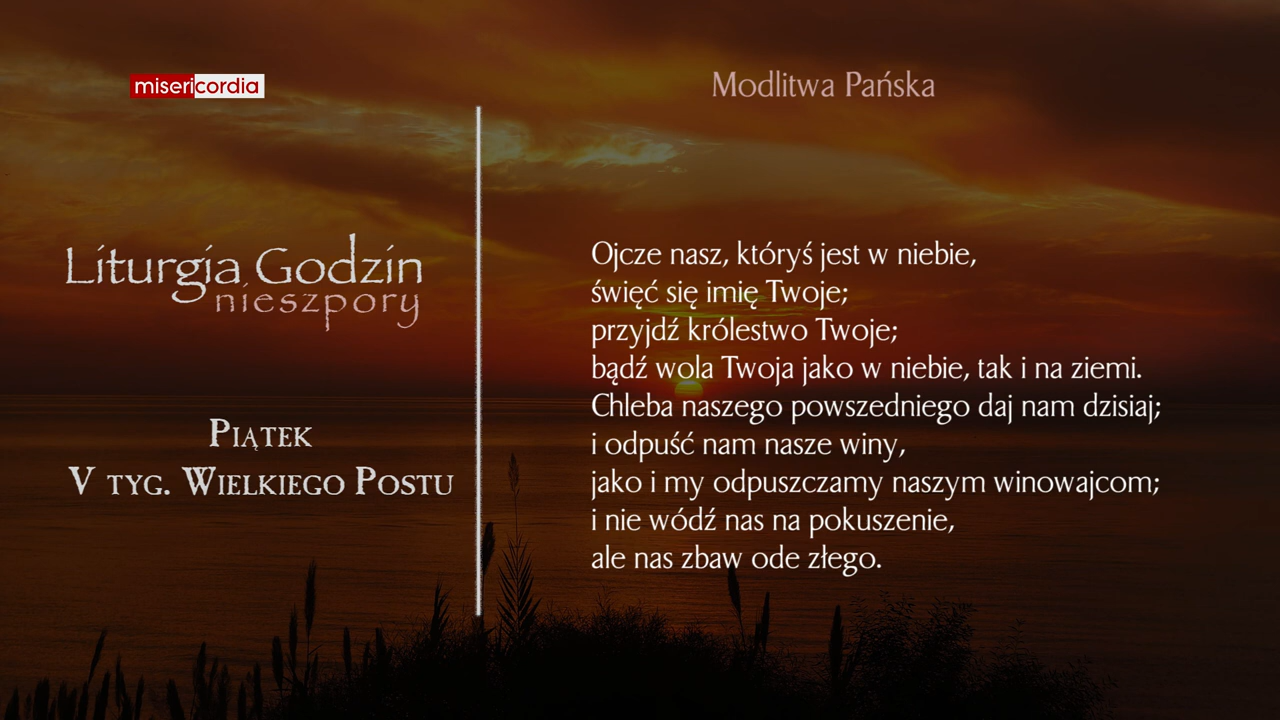 misericordia
Liturgia Godzin
nieszpory
Piątek
V tyg. Wielkiego Postu
Modlitwa Pańska
Ojcze nasz, któryś jest w niebie,
święć się imię Twoje;
przyjdź królestwo Twoje;
bądź wola Twoja jako w niebie, tak i na ziemi.
Chleba naszego powszedniego daj nam dzisiaj;
i odpuść nam nasze winy,
jako i my odpuszczamy naszym winowajcom;
i nie wódź nas na pokuszenie,
ale nas zbaw ode złego.